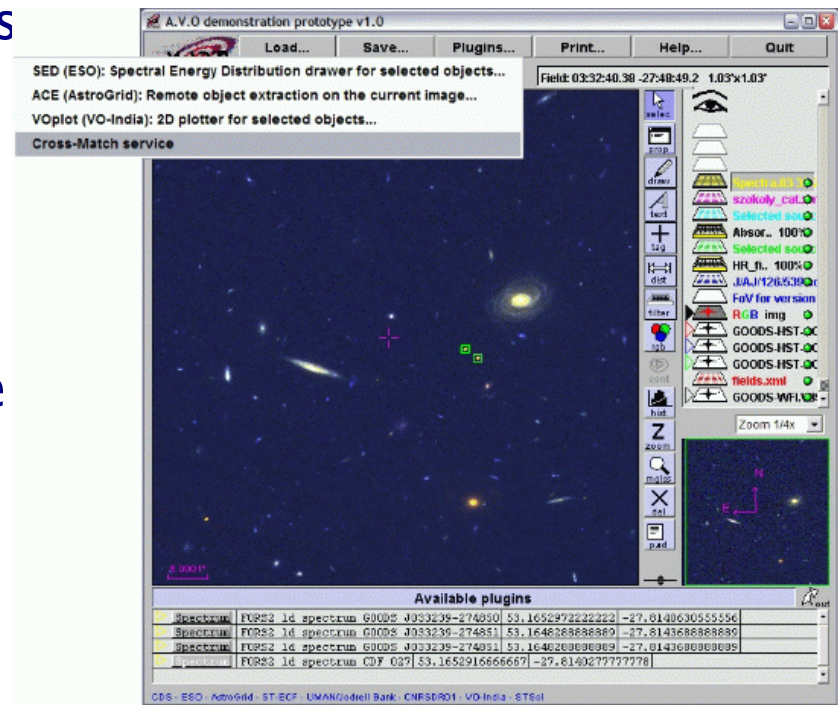 s
A.V.O demonstration prototype v1.0
Load... Save... Plugins... Print... Help... Quit
SED (ESO): Spectral Energy Distribution drawer for selected objects...
ACE (AstroGrid): Remote object extraction on the current image...
VOplot (VO-India): 2D plotter for selected objects...
Cross-Match service
Field: 03:32:40.38 -27:48:49.2 1.03"x1.03"
selec
prop
draw
text
tag
dist
filter
rgb
cont
hist
Z
zoom
mglss
del
pad
szokoly_cat.
Selected sour
Absor.. 100%
Selected sour
HR_fi.. 100%
J/AJ/126/539
FoV for version
RGB img
GOODS-HST-
GOODS-HST-
GOODS-HST-
fields.xml
GOODS-WFI.
e
Zoom 1/4x
N
E
Available plugins
Spectrum FORS2 1d spectrum GOODS J033239-274850 53.1652972222222 -27.8140630555556
Spectrum FORS2 1d spectrum GOODS J033239-274851 53.1648288888889 -27.8143688888889
Spectrum FORS2 1d spectrum GOODS J033239-274851 53.1648288888889 -27.8143688888889
Spectrum FORS2 1d spectrum CDF 027 53.1652916666667 -27.8140277777778
CDS - ESO - AstroGrid - ST-ECF - UMAN/Jodrell Bank - CNRSDR01 - VO-India - STScI